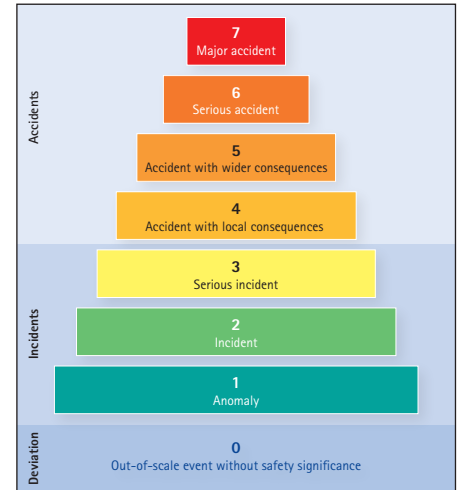 Accidents
7
Major accident
6
Serious accident
5
Accident with wider consequences
4
Accident with local consequences
Incidents
3
Serious incident
2
Incident
1
Anomaly
Deviation
0
Out-of-scale event without safety significance